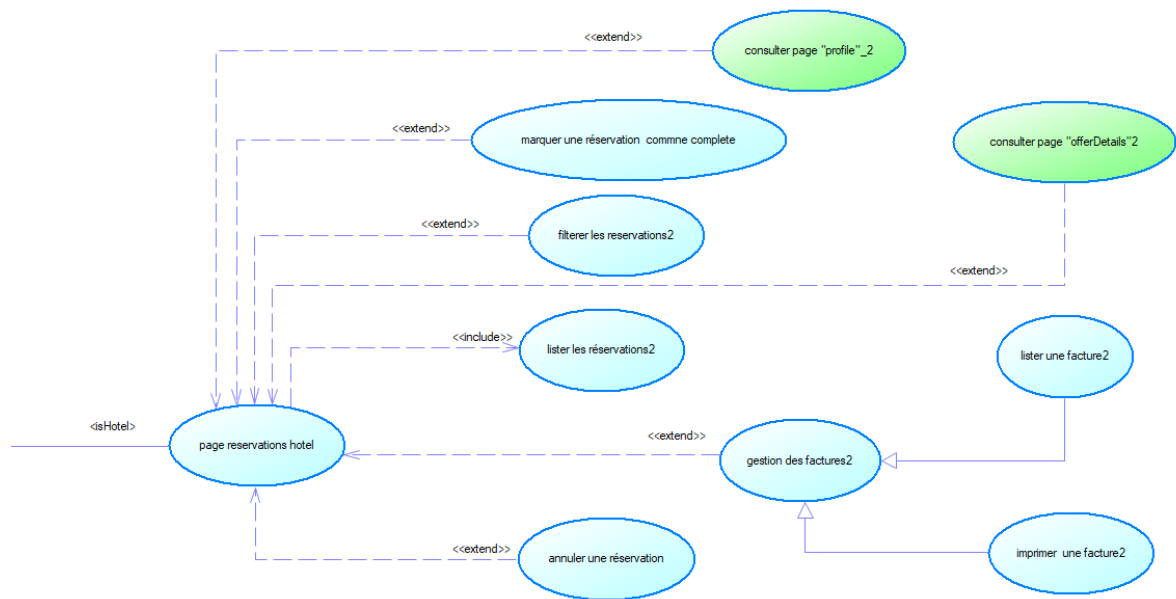 <<extend>>
consulter page "profile"_2
<<extend>>
marquer une réservation commne complete
consulter page "offerDetails"2
<<extend>>
filterer les reservations2
<<extend>>
<<include>>
lister les réservations2
lister une facture2
<isHotel>
page reservations hotel
<<extend>>
gestion des factures2
<<extend>>
annuler une réservation
imprimer une facture2